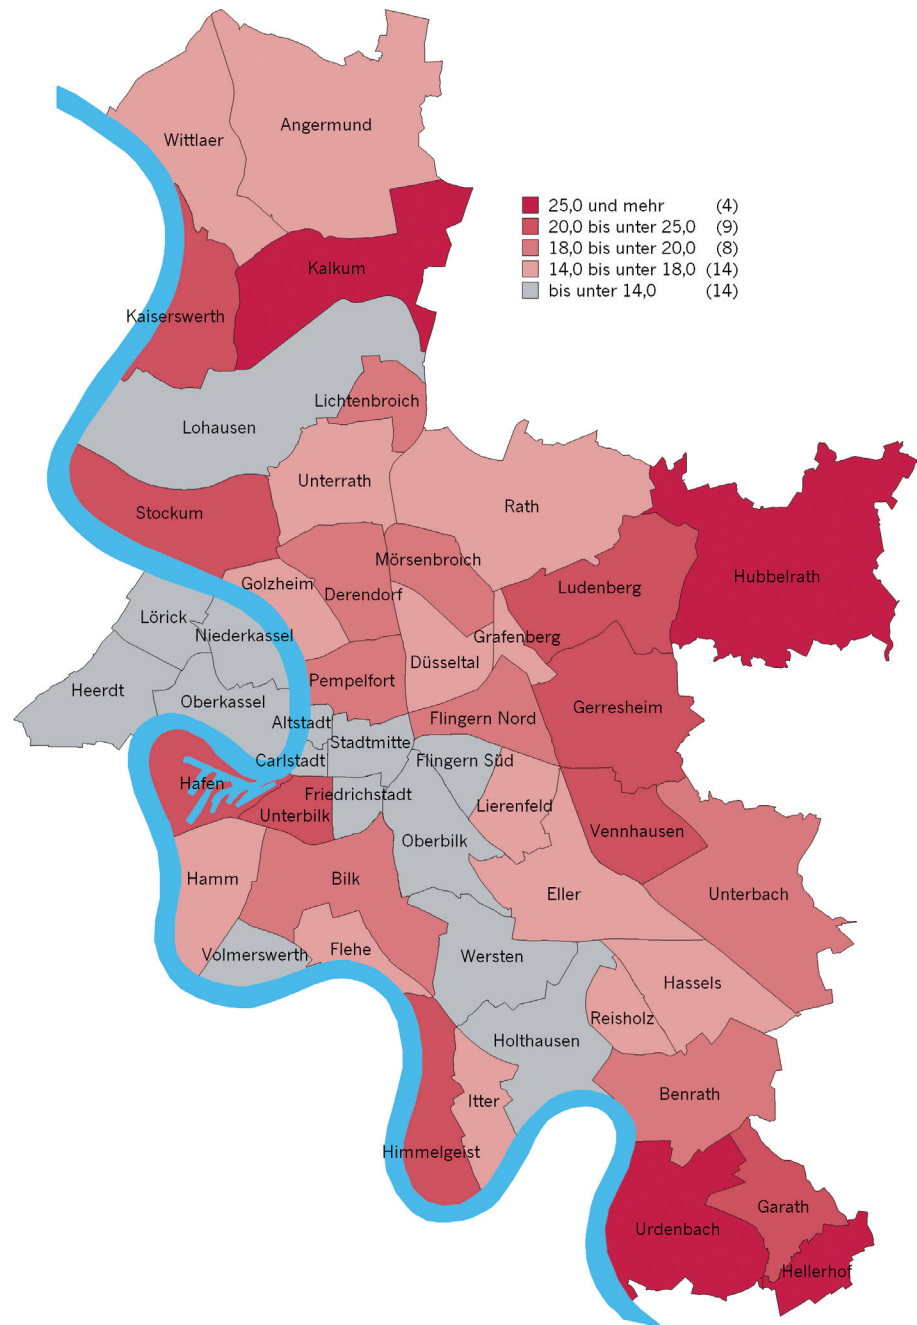 Angermund
Wittlaer
25,0 und mehr (4)
20,0 bis unter 25,0 (9)
18,0 bis unter 20,0 (8)
14,0 bis unter 18,0 (14)
bis unter 14,0 (14)
Kalkum
Kaiserswerth
Lichtenbroich
Lohausen
Unterrath
Rath
Stockum
Mörsenbroich
Hubbelrath
Golzheim
Ludenberg
Derendorf
Lörick
Niederkassel
Grafenberg
Düsseltal
Heerdt
Pempelfort
Oberkassel
Gerresheim
Altstadt
Flingern Nord
Stadtmitte
Carlstadt
Flingern Süd
Hafen
Friedrichstadt
Lierenfeld
Unterbilk
Vennhausen
Oberbilk
Hamm
Bilk
Eller
Unterbach
Volmerswerth
Flehe
Wersten
Hassels
Reisholz
Holthausen
Benrath
Itter
Himmelgeist
Garath
Urdenbach
Hellerhof